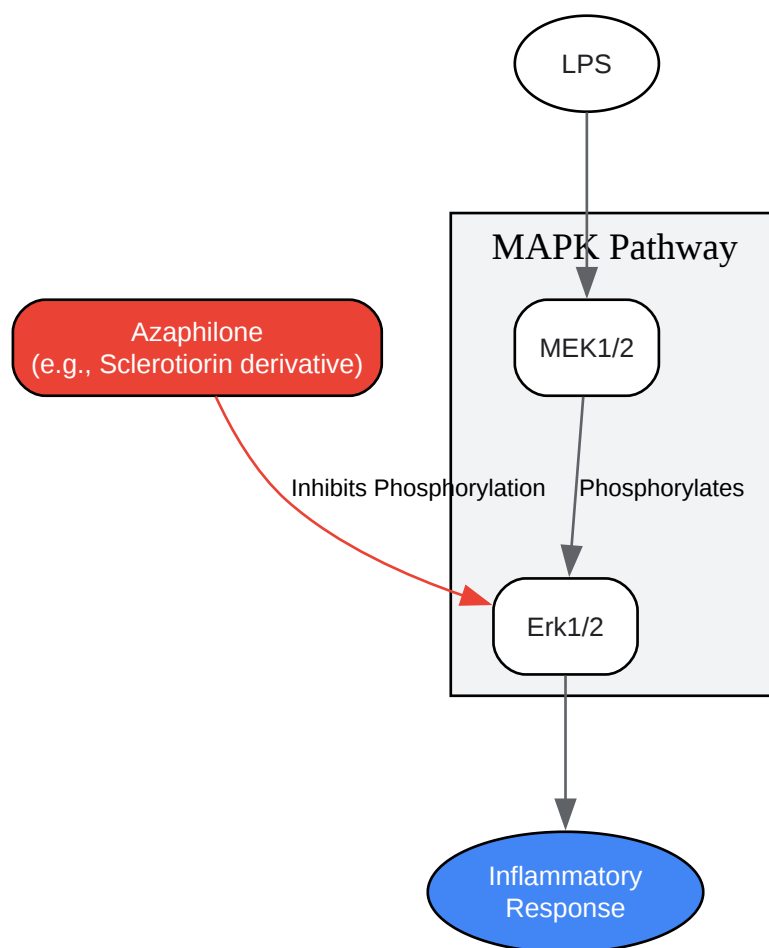 LPS
MAPK Pathway
Azaphilone
(e.g., Sclerotiorin derivative)
MEK1/2
Inhibits Phosphorylation
Phosphorylates
Erk1/2
Inflammatory
Response